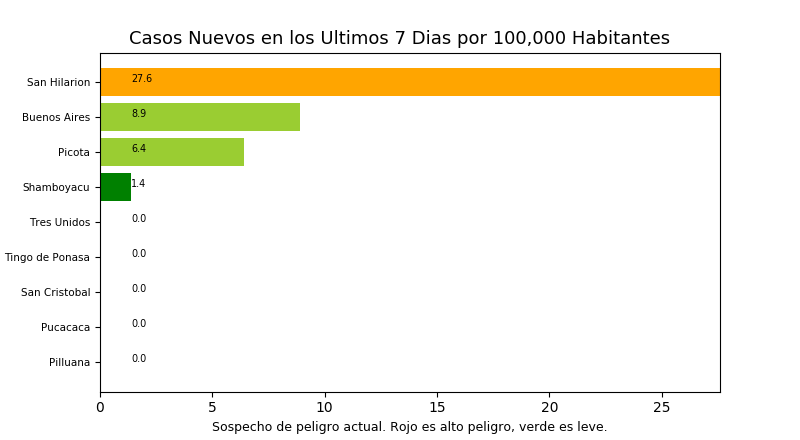 Casos Nuevos en los Ultimos 7 Dias por 100,000 Habitantes
San Hilarion 27.6
Buenos Aires 8.9
Picota 6.4
Shamboyacu 1.4
Tres Unidos 0.0
Tingo de Ponasa 0.0
San Cristobal 0.0
Pucacaca 0.0
Pilluana 0.0
0 5 10 15 20 25
Sospecho de peligro actual. Rojo es alto peligro, verde es leve.